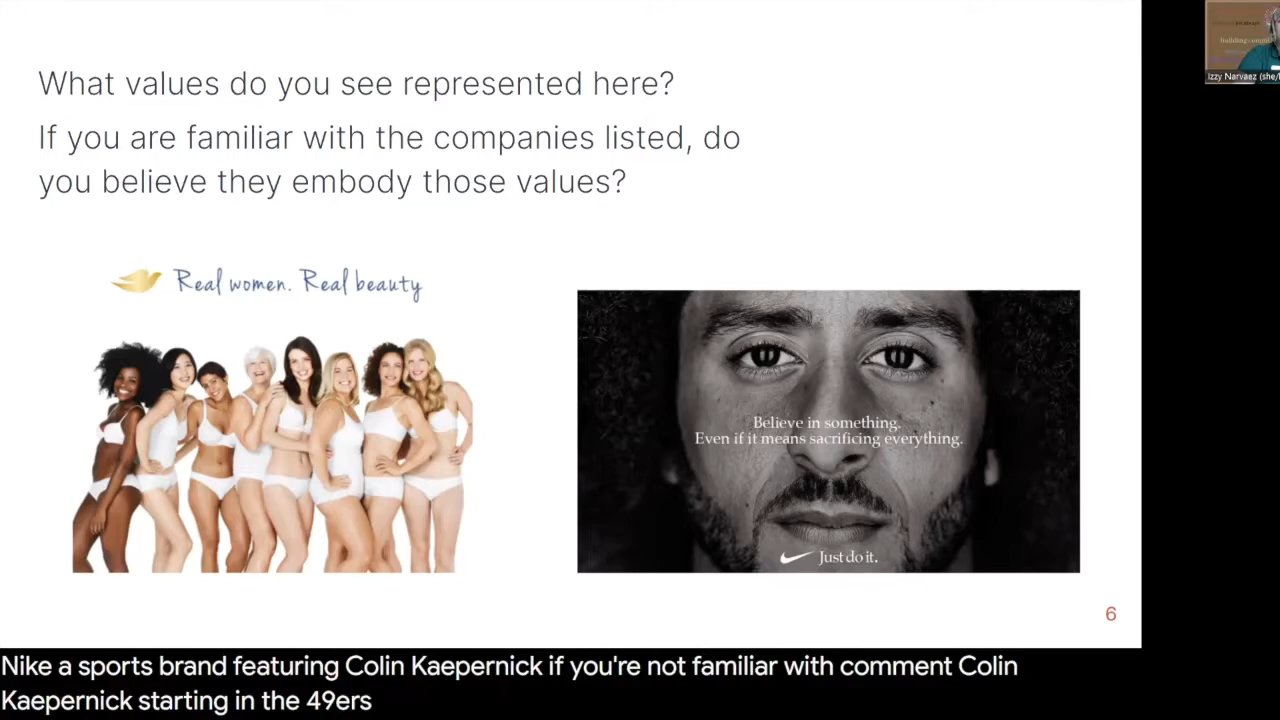 What values do you see represented here?
If you are familiar with the companies listed, do
you believe they embody those values?
Real women. Real beauty
Believe in something.
Even if it means sacrificing everything.
Just do it.
6
Izzy Narvaez (she/
Nike a sports brand featuring Colin Kaepernick if you're not familiar with comment Colin
Kaepernick starting in the 49ers